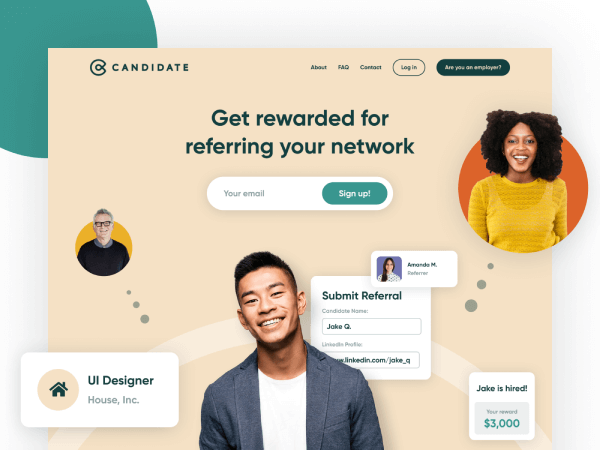 CANDIDATE
About FAQ Contact Log in Are you an employer?
Get rewarded for
referring your network
Your email Sign up!
Amanda M.
Referrer
Submit Referral
Candidate Name:
Jake Q.
LinkedIn Profile:
.linkedin.com/jake_q
UI Designer
House, Inc.
Jake is hired!
Your reward
$3,000